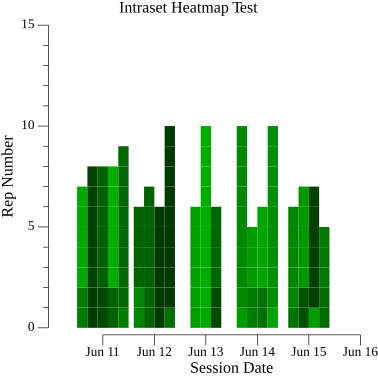 Intraset Heatmap Test
15
10
5
0
Rep Number
Jun 11 Jun 12 Jun 13 Jun 14 Jun 15 Jun 16
Session Date